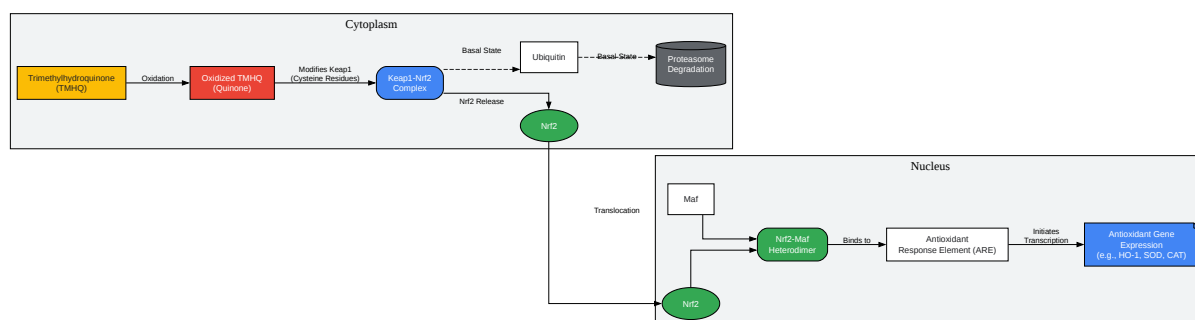 Cytoplasm
Trimethylhydroquinone
(TMHQ)
Oxidation
Oxidized TMHQ
(Quinone)
Modifies Keap1
(Cysteine Residues)
Keap1-Nrf2
Complex
Basal State
Ubiquitin
Basal State
Proteasome
Degradation
Nrf2 Release
Nrf2
Translocation
Nucleus
Maf
Nrf2
Nrf2-Maf
Heterodimer
Binds to
Antioxidant
Response Element (ARE)
Initiates
Transcription
Antioxidant Gene
Expression
(e.g., HO-1, SOD, CAT)